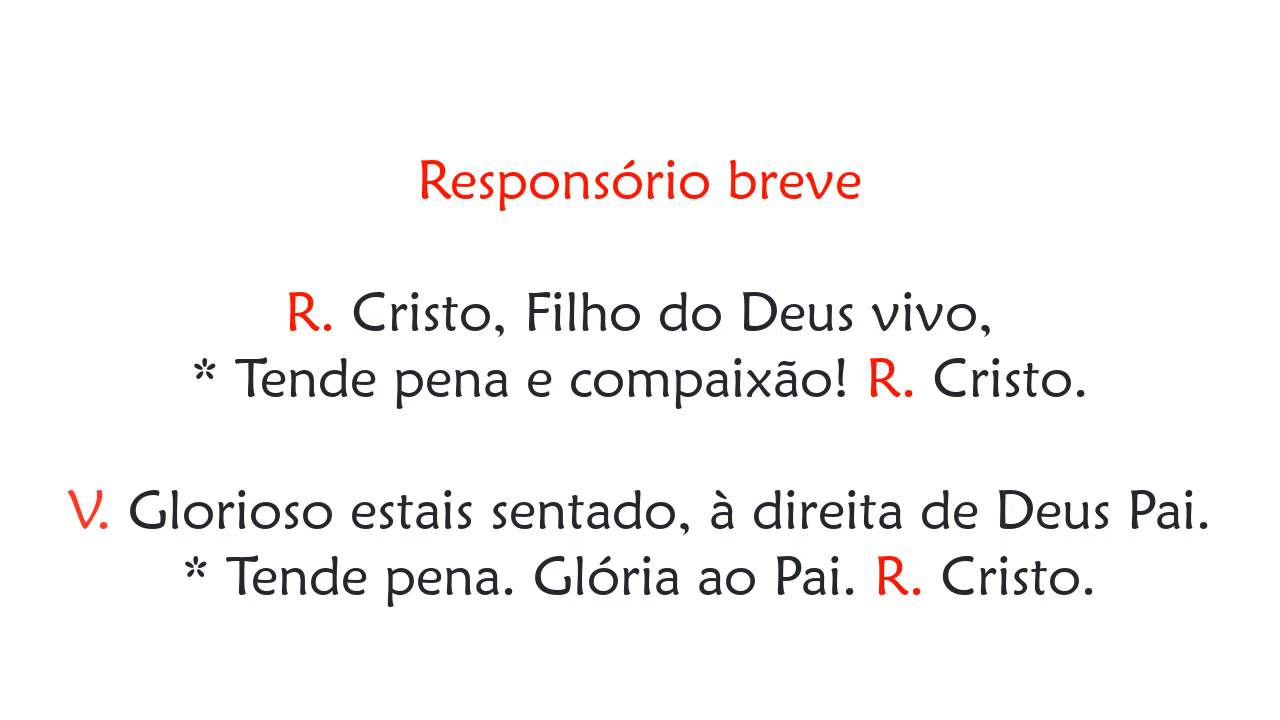 Responsório breve
R. Cristo, Filho do Deus vivo,
* Tende pena e compaixão! R. Cristo.
V. Glorioso estais sentado, à direita de Deus Pai.
* Tende pena. Glória ao Pai. R. Cristo.